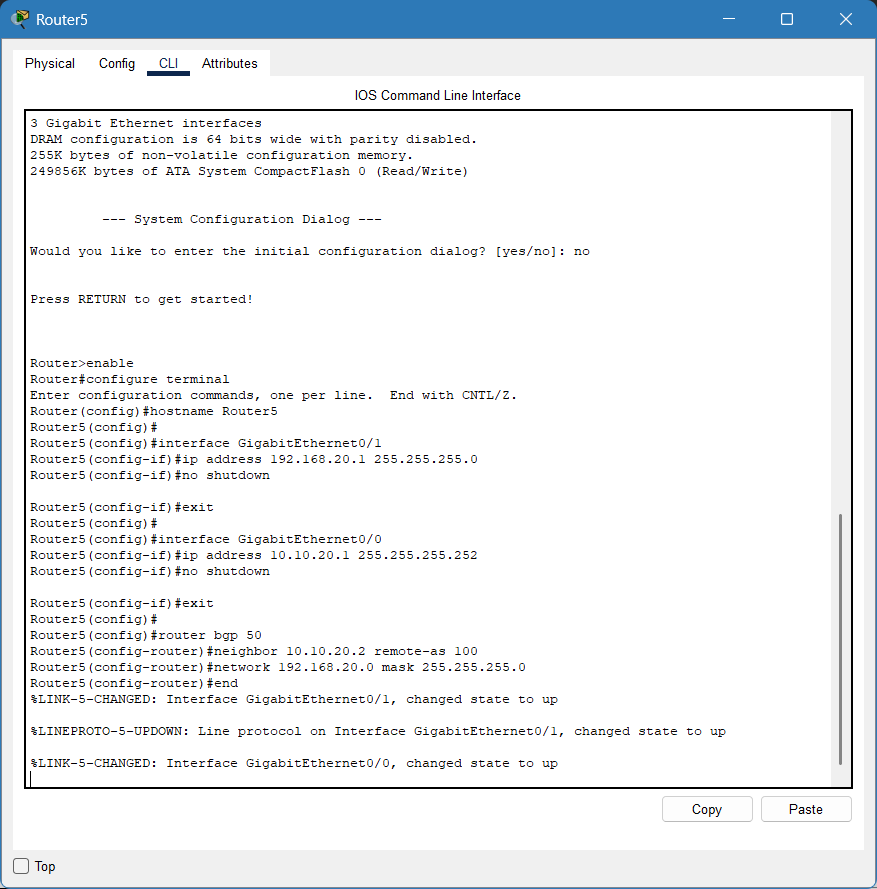 Router5
Physical Config CLI Attributes
IOS Command Line Interface
3 Gigabit Ethernet interfaces
DRAM configuration is 64 bits wide with parity disabled.
255K bytes of non-volatile configuration memory.
249856K bytes of ATA System CompactFlash 0 (Read/Write)
--- System Configuration Dialog ---
Would you like to enter the initial configuration dialog? [yes/no]: no
Press RETURN to get started!
Router>enable
Router#configure terminal
Enter configuration commands, one per line.  End with CNTL/Z.
Router(config)#hostname Router5
Router5(config)#
Router5(config)#interface GigabitEthernet0/1
Router5(config-if)#ip address 192.168.20.1 255.255.255.0
Router5(config-if)#no shutdown
Router5(config-if)#exit
Router5(config)#
Router5(config)#interface GigabitEthernet0/0
Router5(config-if)#ip address 10.10.20.1 255.255.255.252
Router5(config-if)#no shutdown
Router5(config-if)#exit
Router5(config)#
Router5(config)#router bgp 50
Router5(config-router)#neighbor 10.10.20.2 remote-as 100
Router5(config-router)#network 192.168.20.0 mask 255.255.255.0
Router5(config-router)#end
%LINK-5-CHANGED: Interface GigabitEthernet0/1, changed state to up
%LINEPROTO-5-UPDOWN: Line protocol on Interface GigabitEthernet0/1, changed state to up
%LINK-5-CHANGED: Interface GigabitEthernet0/0, changed state to up
Copy Paste
Top